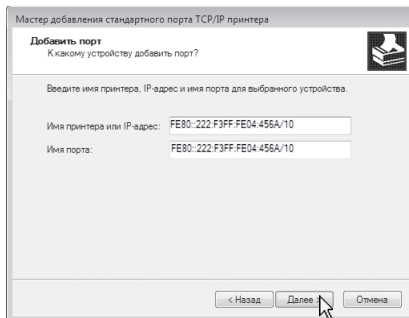 Мастер добавления стандартного порта TCP/IP принтера
Добавить порт
К какому устройству добавить порт?
Введите имя принтера, IP-адрес и имя порта для выбранного устройства.
Имя принтера или IP-адрес: FE80::222:F3FF:FE04:456A/10
Имя порта: FE80::222:F3FF:FE04:456A/10
< Назад Далее > Отмена